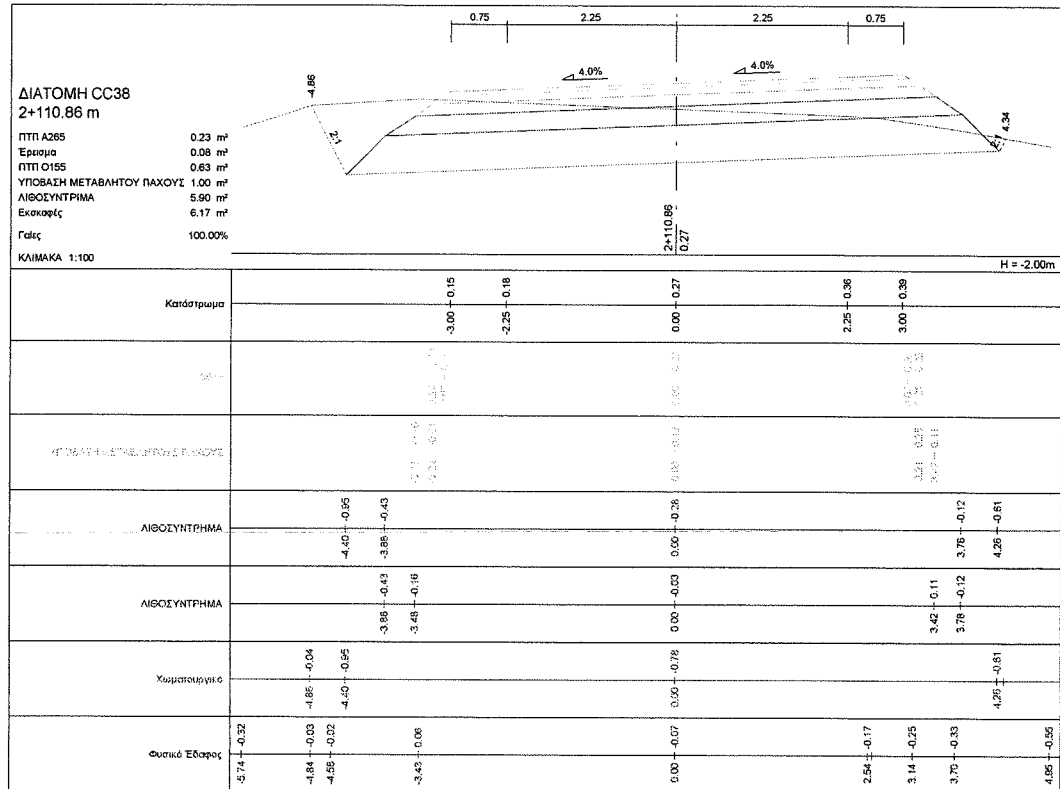 0.75 2.25 2.25 0.75
4.0% 4.0%
-4.86
2:1
2:1 4.34
ΔΙΑΤΟΜΗ CC38
2+110.86 m
ΠΤΠ Α265 0.23 m²
Έρεισμα 0.08 m²
ΠΤΠ Ο155 0.63 m²
ΥΠΟΒΑΣΗ ΜΕΤΑΒΛΗΤΟΥ ΠΑΧΟΥΣ 1.00 m²
ΛΙΘΟΣΥΝΤΡΙΜΑ 5.90 m²
Εκσκαφές 6.17 m²
Γαίες 100.00%
ΚΛΙΜΑΚΑ 1:100
2+110.86
0.27
H = -2.00m
Κατάστρωμα
-3.00 0.15
-2.25 0.18
0.00 0.27
2.25 0.36
3.00 0.39
ΛΙΘΟΣΥΝΤΡΗΜΑ
-4.40 -0.95
-0.43
0.00 -0.28
-0.12
4.26 -0.61
ΛΙΘΟΣΥΝΤΡΗΜΑ
-3.86 -0.43
-3.48 -0.16
0.00 -0.03
3.42 0.11
3.78 -0.12
Χωματουργικό
-4.86 -0.04
-4.40 -0.95
0.00 -0.78
4.26 -0.61
Φυσικό Έδαφος
-5.74 -0.32
-4.84 -0.03
-4.58 -0.02
-3.43 0.06
0.00 -0.07
2.54 -0.17
3.14 -0.25
3.70 -0.33
4.95 -0.55